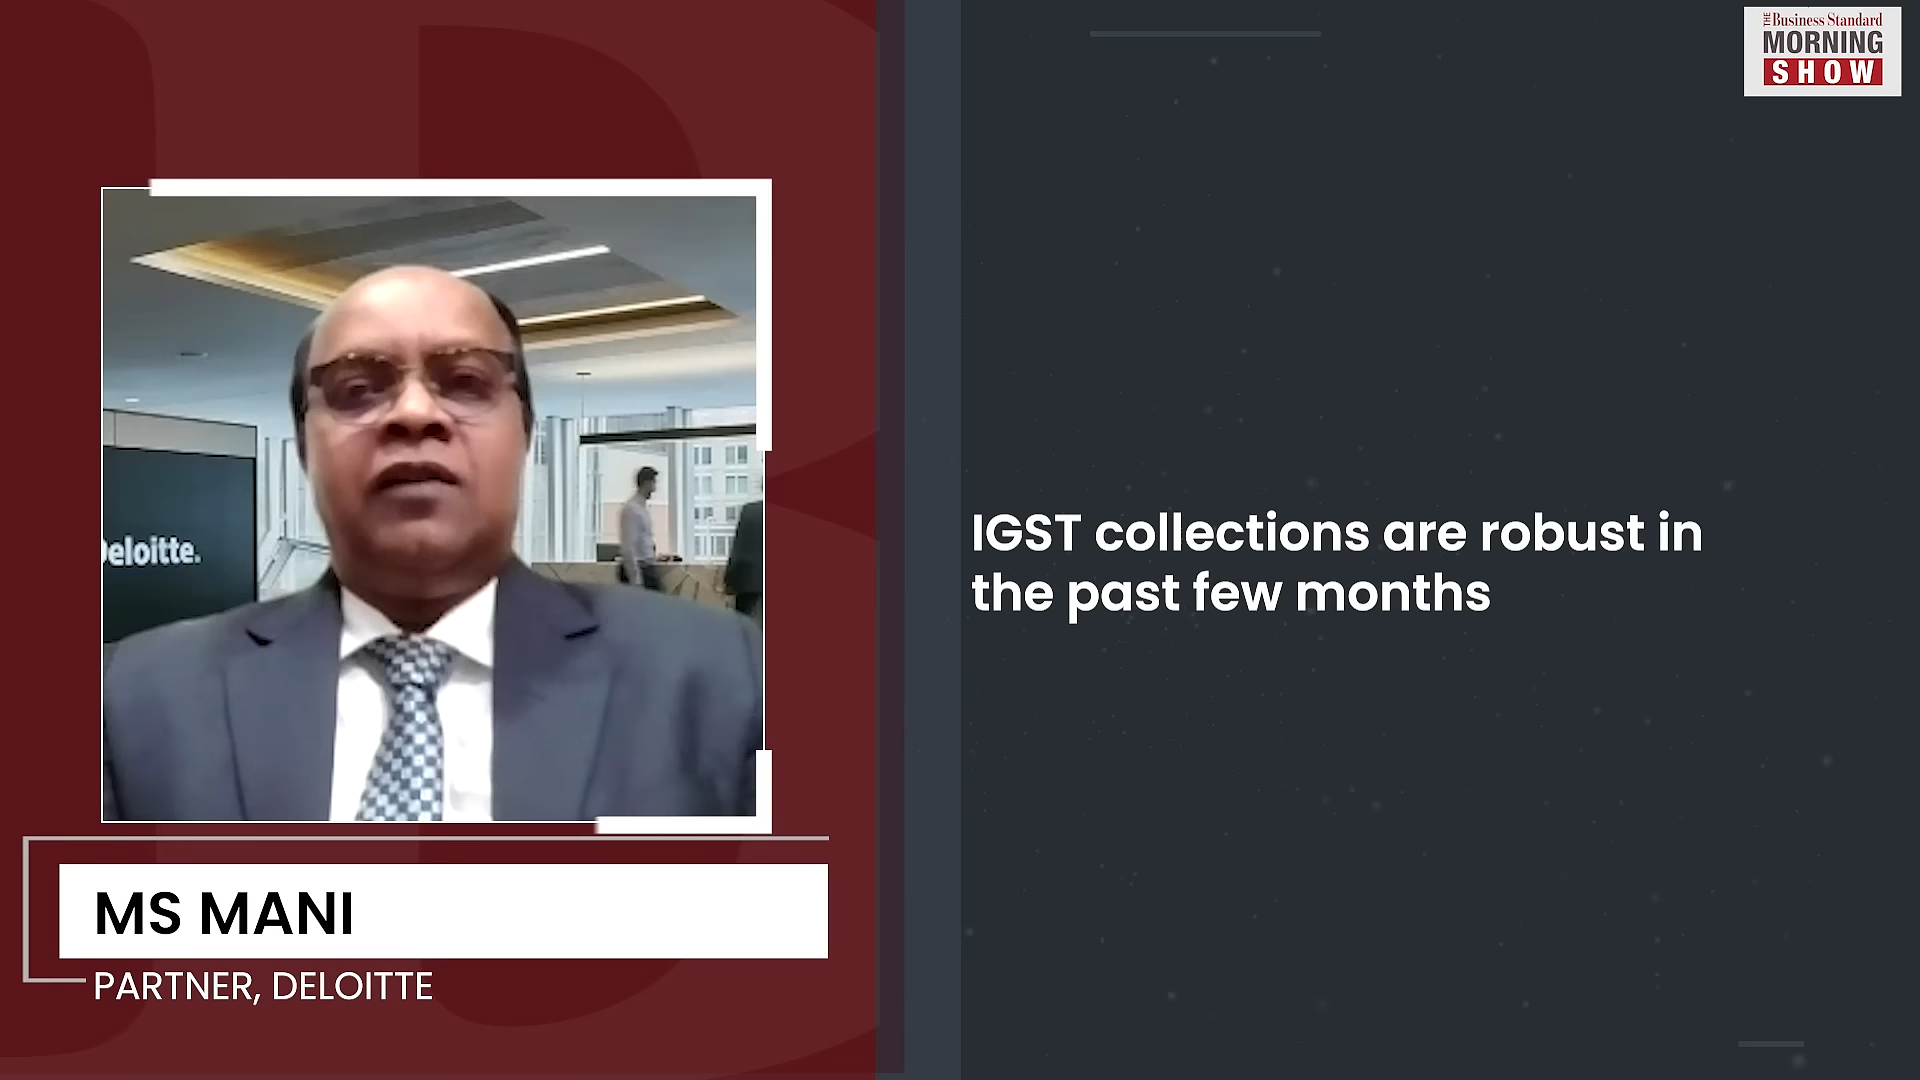 THE Business Standard
MORNING
SHOW
eloitte.
IGST collections are robust in
the past few months
MS MANI
PARTNER, DELOITTE